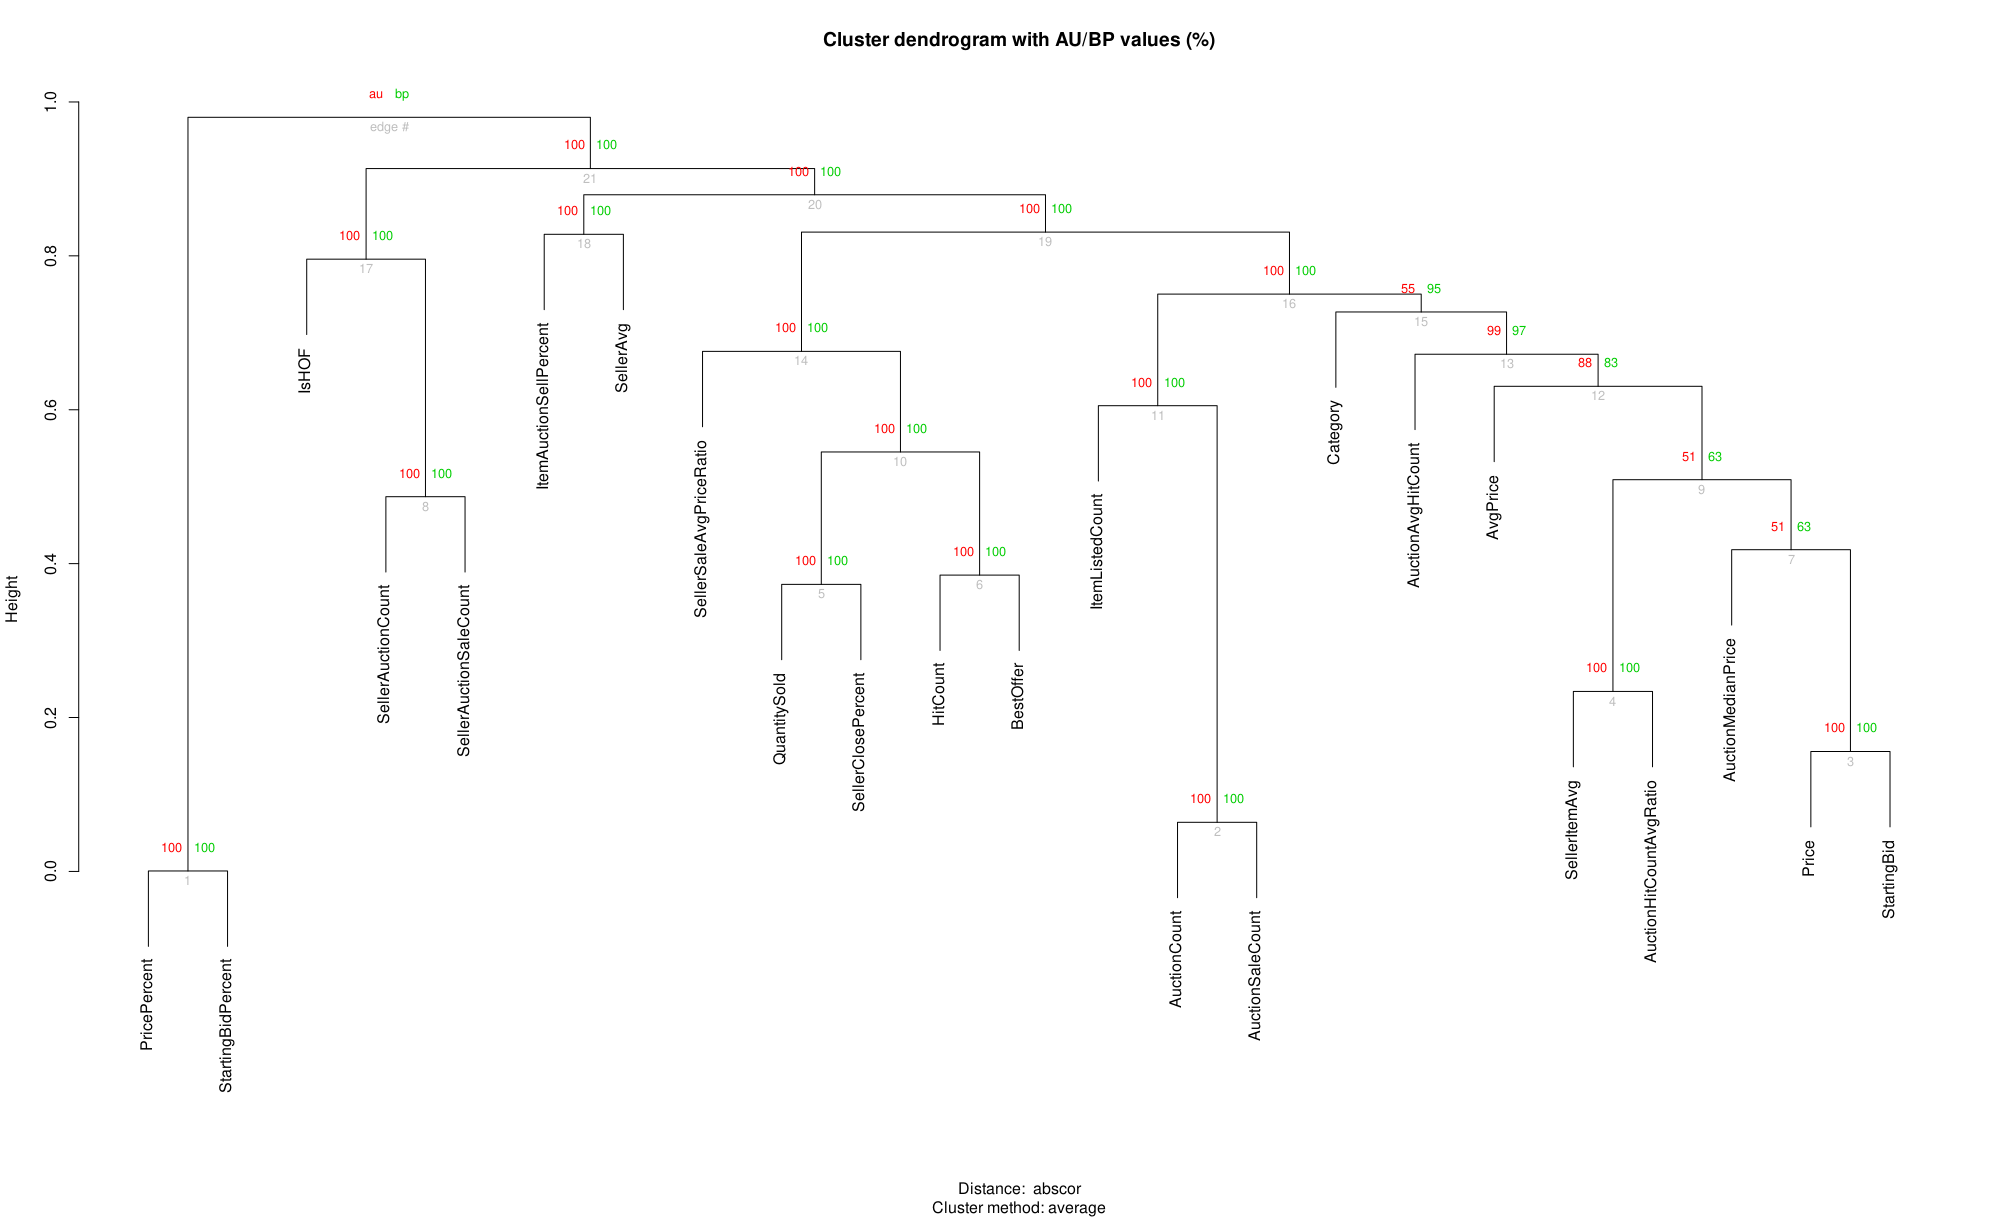 Cluster dendrogram with AU/BP values (%)
au bp
edge #
1.0
0.8
0.6
0.4
0.2
0.0
Height
100 100
21
100 100
20
100 100
18
100 100
19
100 100
17
100 100
16
55 95
15
100 100
14
99 97
13
88 83
12
100 100
11
100 100
10
51 63
9
100 100
8
51 63
7
100 100
6
100 100
5
100 100
4
100 100
3
100 100
2
100 100
1
PricePercent
StartingBidPercent
IsHOF
SellerAuctionCount
SellerAuctionSaleCount
ItemAuctionSellPercent
SellerAvg
SellerSaleAvgPriceRatio
QuantitySold
SellerClosePercent
HitCount
BestOffer
ItemListedCount
AuctionCount
AuctionSaleCount
Category
AuctionAvgHitCount
AvgPrice
SellerItemAvg
AuctionHitCountAvgRatio
AuctionMedianPrice
Price
StartingBid
Distance: abscor
Cluster method: average